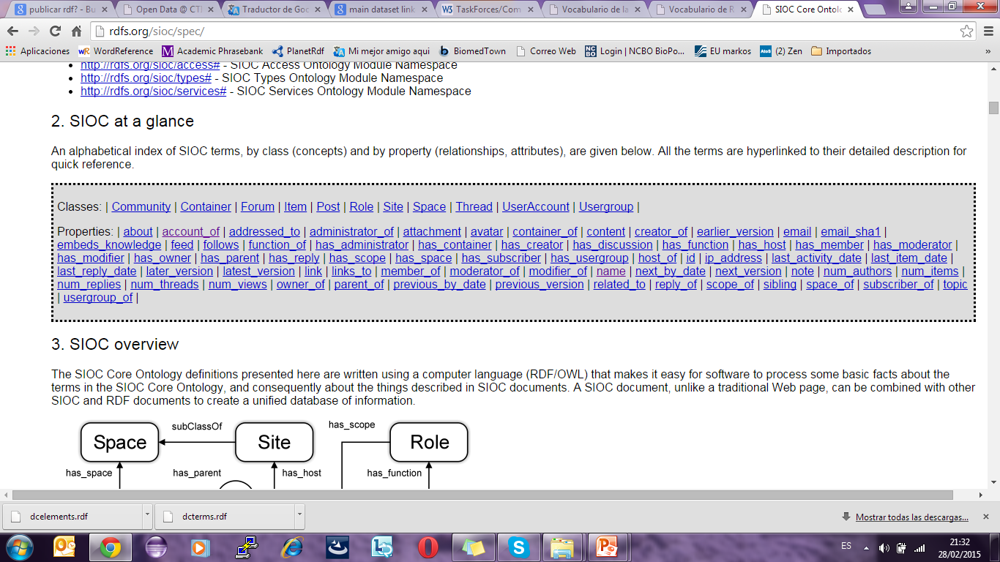 publicar rdf? - Bu
Open Data @ CTI
Traductor de Goo
main dataset link
TaskForces/Com
Vocabulario de la
Vocabulario de R
SIOC Core Ontolo
rdfs.org/sioc/spec/
Aplicaciones
WordReference
Academic Phrasebank
PlanetRdf
Mi mejor amigo aqui
BiomedTown
Correo Web
Login | NCBO BioPo...
EU markos
(2) Zen
Importados
»
http://rdfs.org/sioc/access# - SIOC Access Ontology Module Namespace
http://rdfs.org/sioc/types# - SIOC Types Ontology Module Namespace
http://rdfs.org/sioc/services# - SIOC Services Ontology Module Namespace
2. SIOC at a glance
An alphabetical index of SIOC terms, by class (concepts) and by property (relationships, attributes), are given below. All the terms are hyperlinked to their detailed description for
quick reference.
Classes: | Community | Container | Forum | Item | Post | Role | Site | Space | Thread | UserAccount | Usergroup |
Properties: | about | account_of | addressed_to | administrator_of | attachment | avatar | container_of | content | creator_of | earlier_version | email | email_sha1 |
embeds_knowledge | feed | follows | function_of | has_administrator | has_container | has_creator | has_discussion | has_function | has_host | has_member | has_moderator |
has_modifier | has_owner | has_parent | has_reply | has_scope | has_space | has_subscriber | has_usergroup | host_of | id | ip_address | last_activity_date | last_item_date |
last_reply_date | later_version | latest_version | link | links_to | member_of | moderator_of | modifier_of | name | next_by_date | next_version | note | num_authors | num_items |
num_replies | num_threads | num_views | owner_of | parent_of | previous_by_date | previous_version | related_to | reply_of | scope_of | sibling | space_of | subscriber_of | topic
| usergroup_of |
3. SIOC overview
The SIOC Core Ontology definitions presented here are written using a computer language (RDF/OWL) that makes it easy for software to process some basic facts about the
terms in the SIOC Core Ontology, and consequently about the things described in SIOC documents. A SIOC document, unlike a traditional Web page, can be combined with other
SIOC and RDF documents to create a unified database of information.
subClassOf
has_scope
Space
Site
Role
has_space
has_parent
has_host
has_function
dcelements.rdf
dcterms.rdf
Mostrar todas las descargas...
ES
21:32
28/02/2015